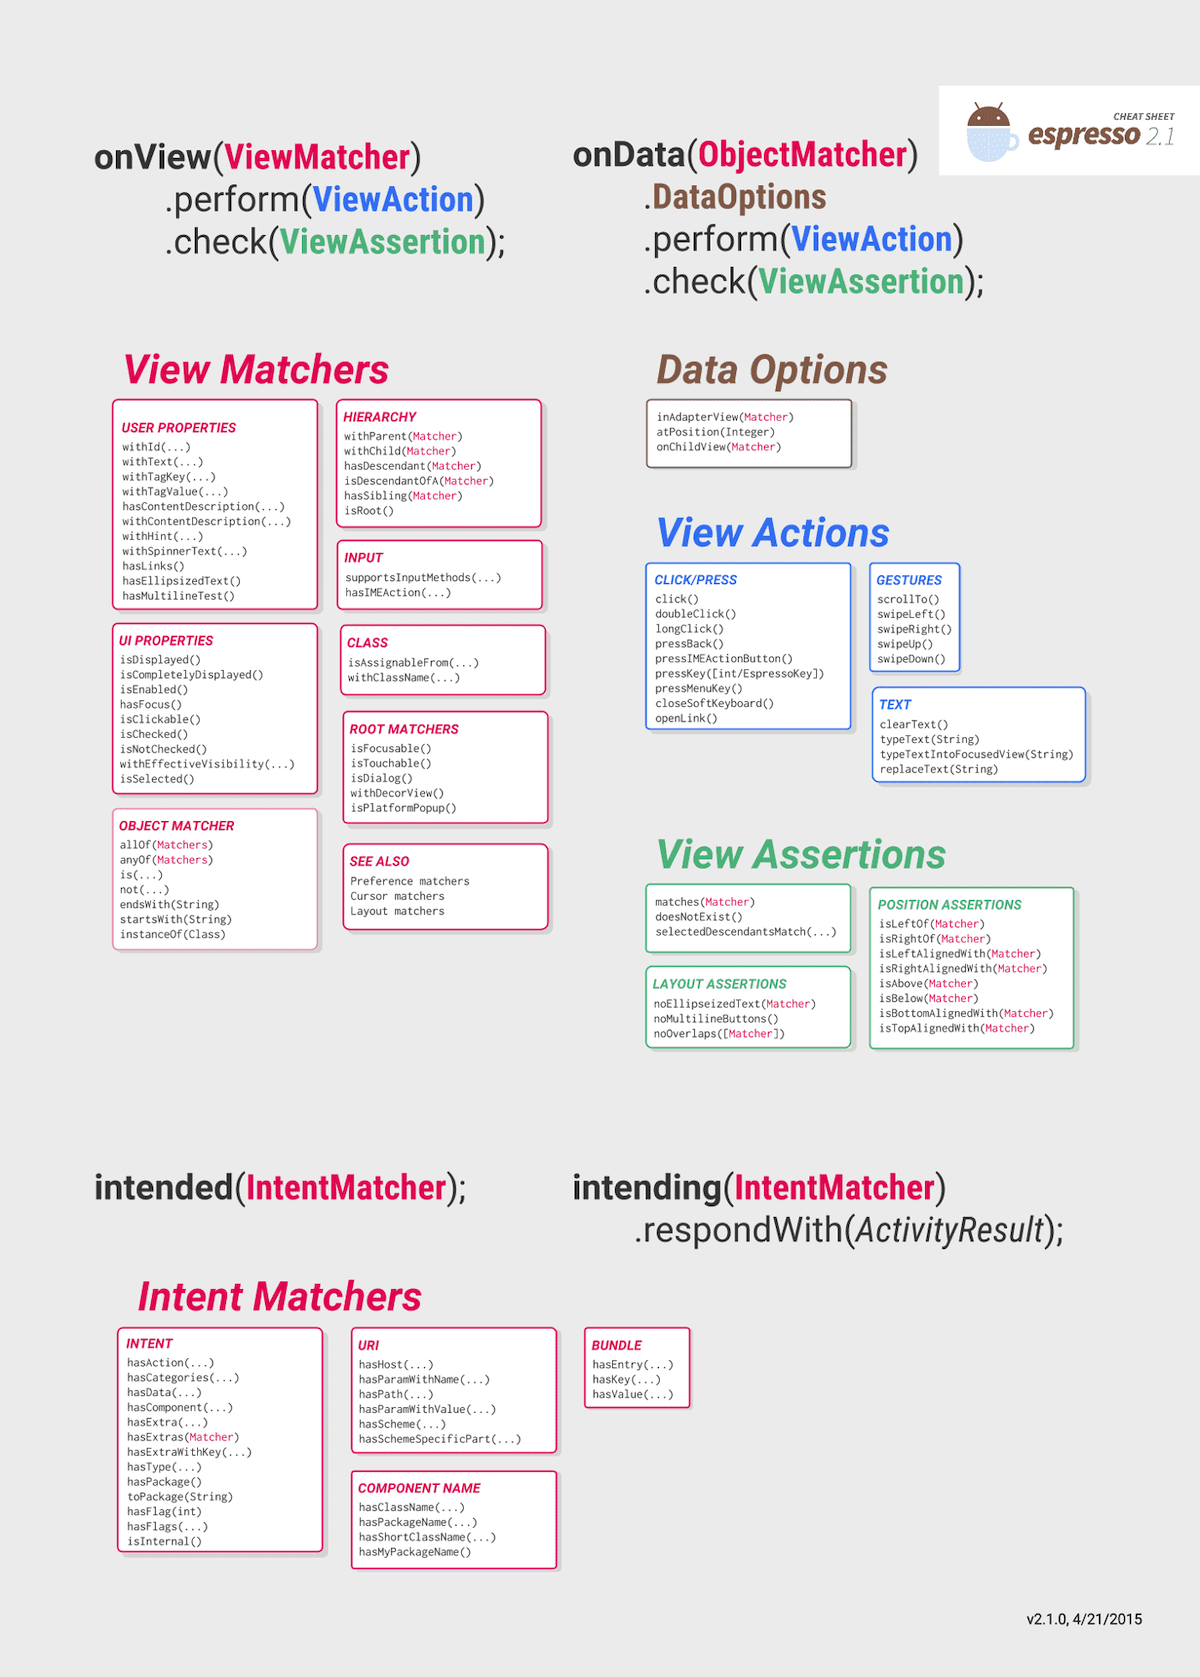 CHEAT SHEET
espresso 2.1
onView(ViewMatcher)
.perform(ViewAction)
.check(ViewAssertion);
onData(ObjectMatcher)
.DataOptions
.perform(ViewAction)
.check(ViewAssertion);
View Matchers
USER PROPERTIES
withId(...)
withText(...)
withTagKey(...)
withTagValue(...)
hasContentDescription(...)
withContentDescription(...)
withHint(...)
withSpinnerText(...)
hasLinks()
hasEllipsizedText()
hasMultilineTest()
UI PROPERTIES
isDisplayed()
isCompletelyDisplayed()
isEnabled()
hasFocus()
isClickable()
isChecked()
isNotChecked()
withEffectiveVisibility(...)
isSelected()
OBJECT MATCHER
allOf(Matchers)
anyOf(Matchers)
is(...)
not(...)
endsWith(String)
startsWith(String)
instanceOf(Class)
HIERARCHY
withParent(Matcher)
withChild(Matcher)
hasDescendant(Matcher)
isDescendantOfA(Matcher)
hasSibling(Matcher)
isRoot()
INPUT
supportsInputMethods(...)
hasIMEAction(...)
CLASS
isAssignableFrom(...)
withClassName(...)
ROOT MATCHERS
isFocusable()
isTouchable()
isDialog()
withDecorView()
isPlatformPopup()
SEE ALSO
Preference matchers
Cursor matchers
Layout matchers
Data Options
inAdapterView(Matcher)
atPosition(Integer)
onChildView(Matcher)
View Actions
CLICK/PRESS
click()
doubleClick()
longClick()
pressBack()
pressIMEActionButton()
pressKey([int/EspressoKey])
pressMenuKey()
closeSoftKeyboard()
openLink()
GESTURES
scrollTo()
swipeLeft()
swipeRight()
swipeUp()
swipeDown()
TEXT
clearText()
typeText(String)
typeTextIntoFocusedView(String)
replaceText(String)
View Assertions
matches(Matcher)
doesNotExist()
selectedDescendantsMatch(...)
LAYOUT ASSERTIONS
noEllipseizedText(Matcher)
noMultilineButtons()
noOverlaps([Matcher])
POSITION ASSERTIONS
isLeftOf(Matcher)
isRightOf(Matcher)
isLeftAlignedWith(Matcher)
isRightAlignedWith(Matcher)
isAbove(Matcher)
isBelow(Matcher)
isBottomAlignedWith(Matcher)
isTopAlignedWith(Matcher)
intended(IntentMatcher);
intending(IntentMatcher)
.respondWith(ActivityResult);
Intent Matchers
INTENT
hasAction(...)
hasCategories(...)
hasData(...)
hasComponent(...)
hasExtra(...)
hasExtras(Matcher)
hasExtraWithKey(...)
hasType(...)
hasPackage()
toPackage(String)
hasFlag(int)
hasFlags(...)
isInternal()
URI
hasHost(...)
hasParamWithName(...)
hasPath(...)
hasParamWithValue(...)
hasScheme(...)
hasSchemeSpecificPart(...)
COMPONENT NAME
hasClassName(...)
hasPackageName(...)
hasShortClassName(...)
hasMyPackageName()
BUNDLE
hasEntry(...)
hasKey(...)
hasValue(...)
v2.1.0, 4/21/2015